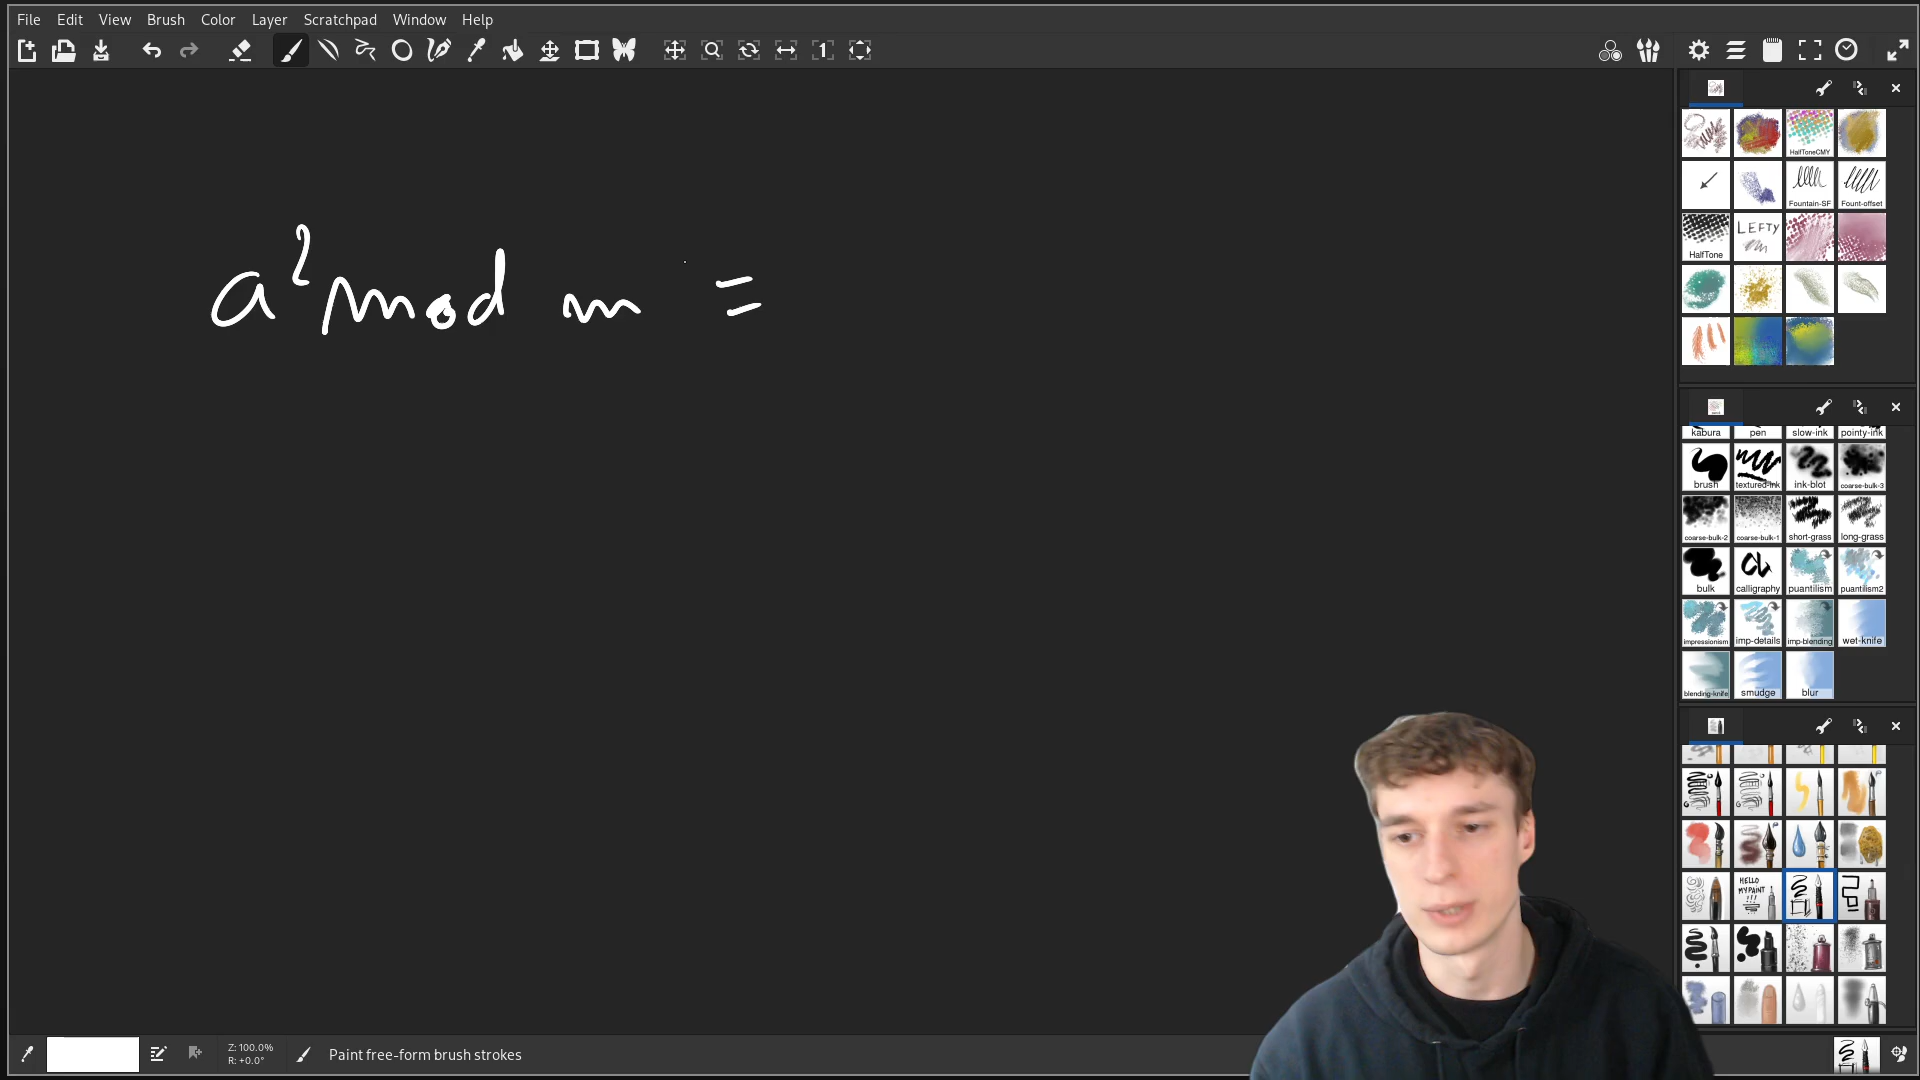 File Edit View Brush Color Layer Scratchpad Window Help
a² mod m =
HalfToneCMY
Fountain-SF Fount-offset
HalfTone LEFTY
kabura pen slow-ink pointy-ink
brush textured-ink ink-blot coarse-bulk-3
coarse-bulk-2 coarse-bulk-1 short-grass long-grass
bulk calligraphy puantilism puantilism2
impressionism imp-details imp-blending wet-knife
blending-knife smudge blur
HELLO MYPAINT !!!
Z: 100.0%
R: +0.0°
Paint free-form brush strokes